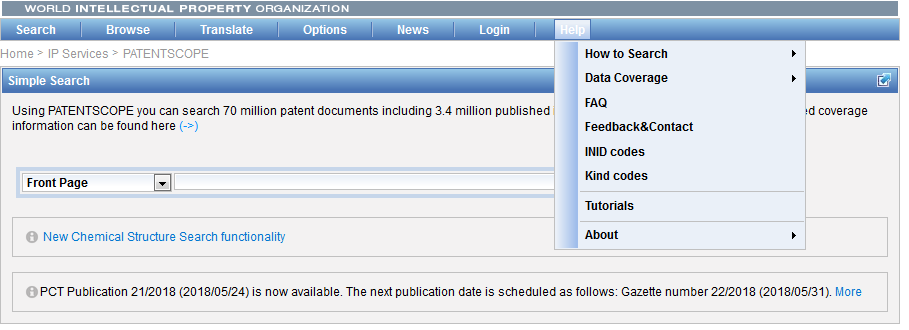 WORLD INTELLECTUAL PROPERTY ORGANIZATION
Search Browse Translate Options News Login Help
Home > IP Services > PATENTSCOPE
How to Search
Data Coverage
FAQ
Feedback&Contact
INID codes
Kind codes
Tutorials
About
Simple Search
Using PATENTSCOPE you can search 70 million patent documents including 3.4 million published ed coverage
information can be found here (->)
Front Page
New Chemical Structure Search functionality
PCT Publication 21/2018 (2018/05/24) is now available. The next publication date is scheduled as follows: Gazette number 22/2018 (2018/05/31). More